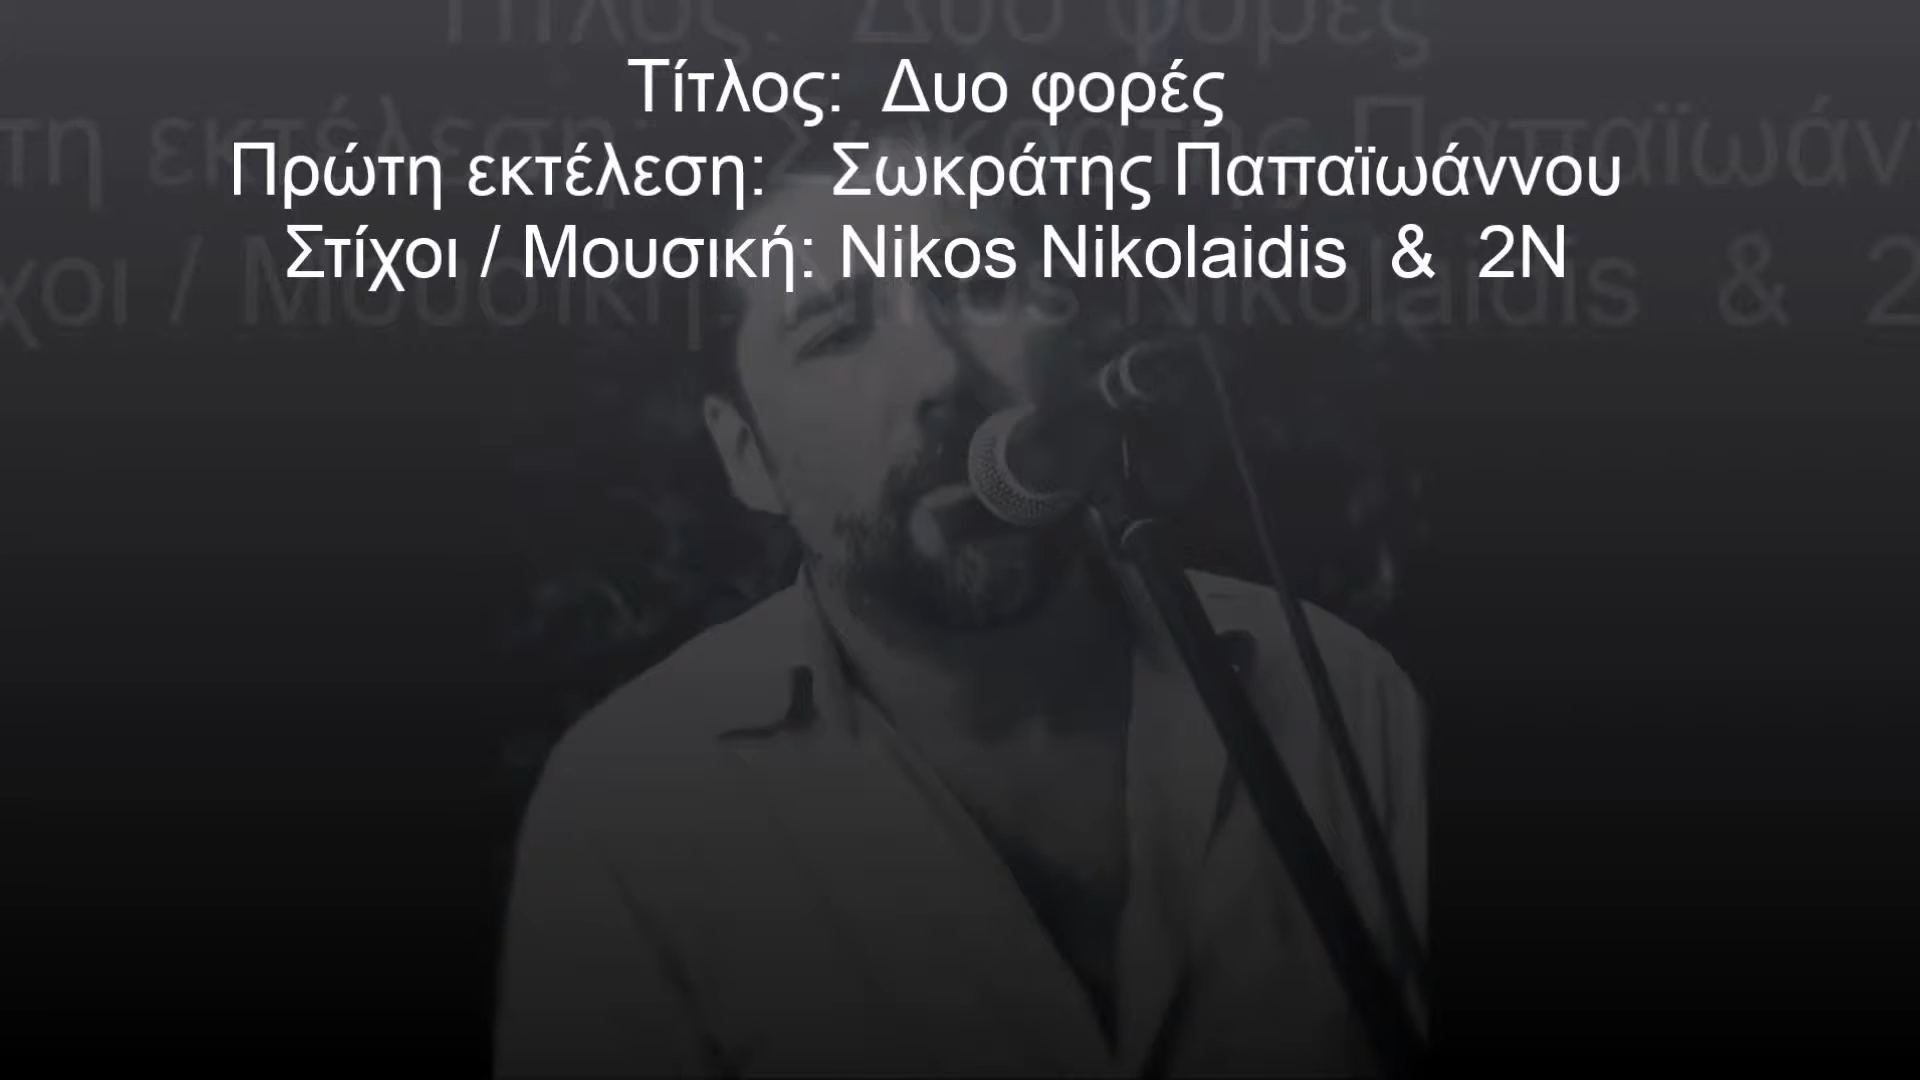 Τίτλος: Δυο φορές
Πρώτη εκτέλεση: Σωκράτης Παπαϊωάννου
Στίχοι / Μουσική: Nikos Nikolaidis & 2N